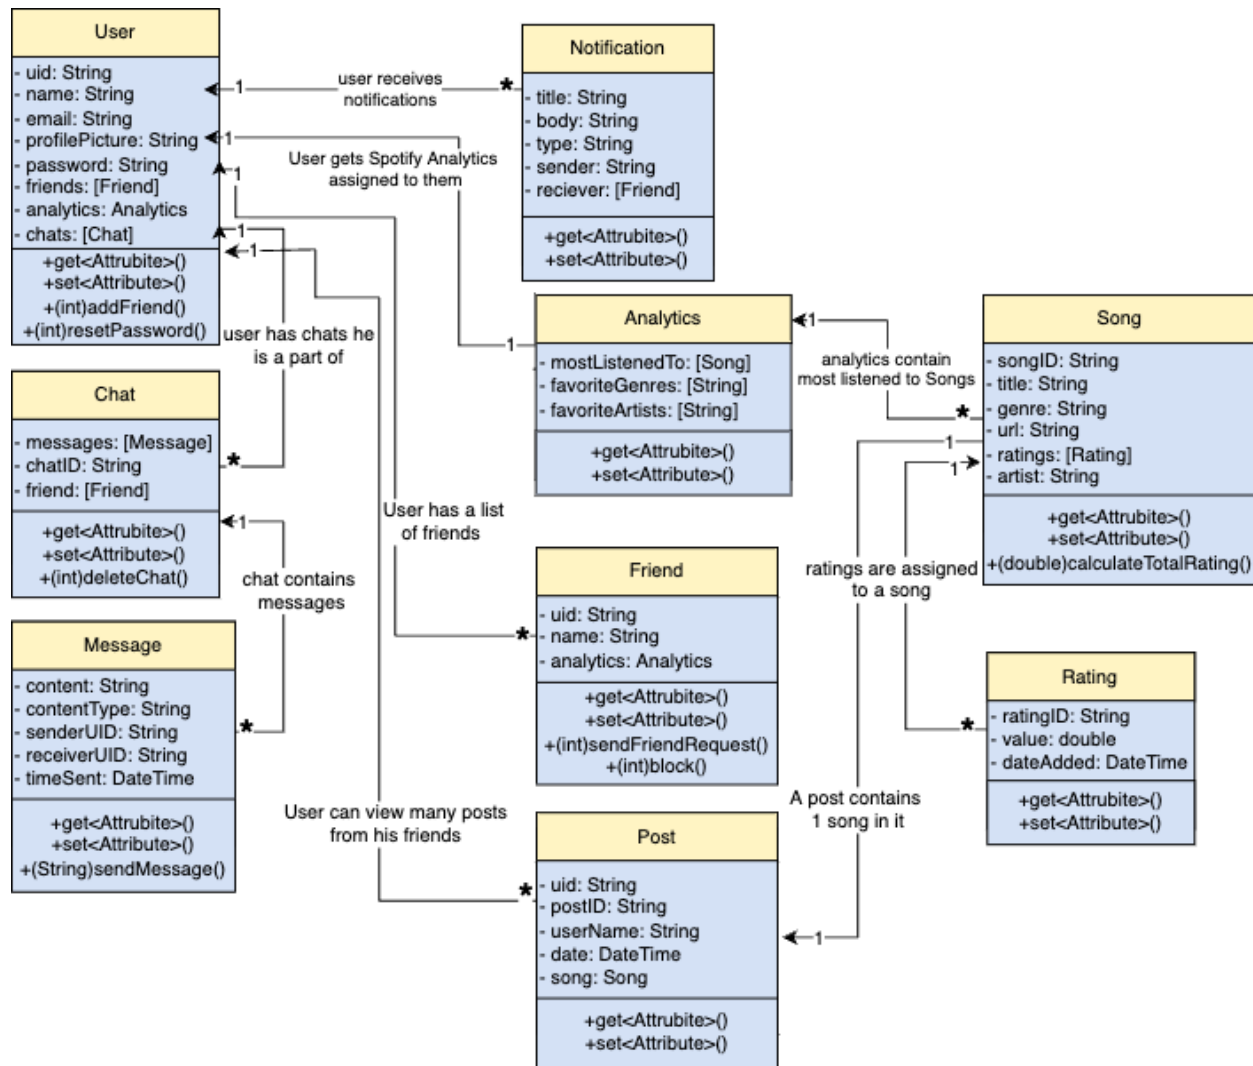 User
- uid: String
- name: String
- email: String
- profilePicture: String
- password: String
- friends: [Friend]
- analytics: Analytics
- chats: [Chat]
+get<Attrubite>()
+set<Attribute>()
+(int)addFriend()
+(int)resetPassword()
Notification
- title: String
- body: String
- type: String
- sender: String
- reciever: [Friend]
+get<Attrubite>()
+set<Attribute>()
1
user receives
notifications
*
1
User gets Spotify Analytics
assigned to them
1
1
1
1
user has chats he
is a part of
*
Chat
- messages: [Message]
- chatID: String
- friend: [Friend]
+get<Attrubite>()
+set<Attribute>()
+(int)deleteChat()
1
chat contains
messages
*
Message
- content: String
- contentType: String
- senderUID: String
- receiverUID: String
- timeSent: DateTime
+get<Attrubite>()
+set<Attribute>()
+(String)sendMessage()
Analytics
- mostListenedTo: [Song]
- favoriteGenres: [String]
- favoriteArtists: [String]
+get<Attrubite>()
+set<Attribute>()
1
analytics contain
most listened to Songs
*
Song
- songID: String
- title: String
- genre: String
- url: String
- ratings: [Rating]
- artist: String
+get<Attrubite>()
+set<Attribute>()
+(double)calculateTotalRating()
1
1
User has a list
of friends
*
Friend
- uid: String
- name: String
- analytics: Analytics
+get<Attrubite>()
+set<Attribute>()
+(int)sendFriendRequest()
+(int)block()
ratings are assigned
to a song
*
Rating
- ratingID: String
- value: double
- dateAdded: DateTime
+get<Attrubite>()
+set<Attribute>()
User can view many posts
from his friends
*
A post contains
1 song in it
1
Post
- uid: String
- postID: String
- userName: String
- date: DateTime
- song: Song
+get<Attrubite>()
+set<Attribute>()